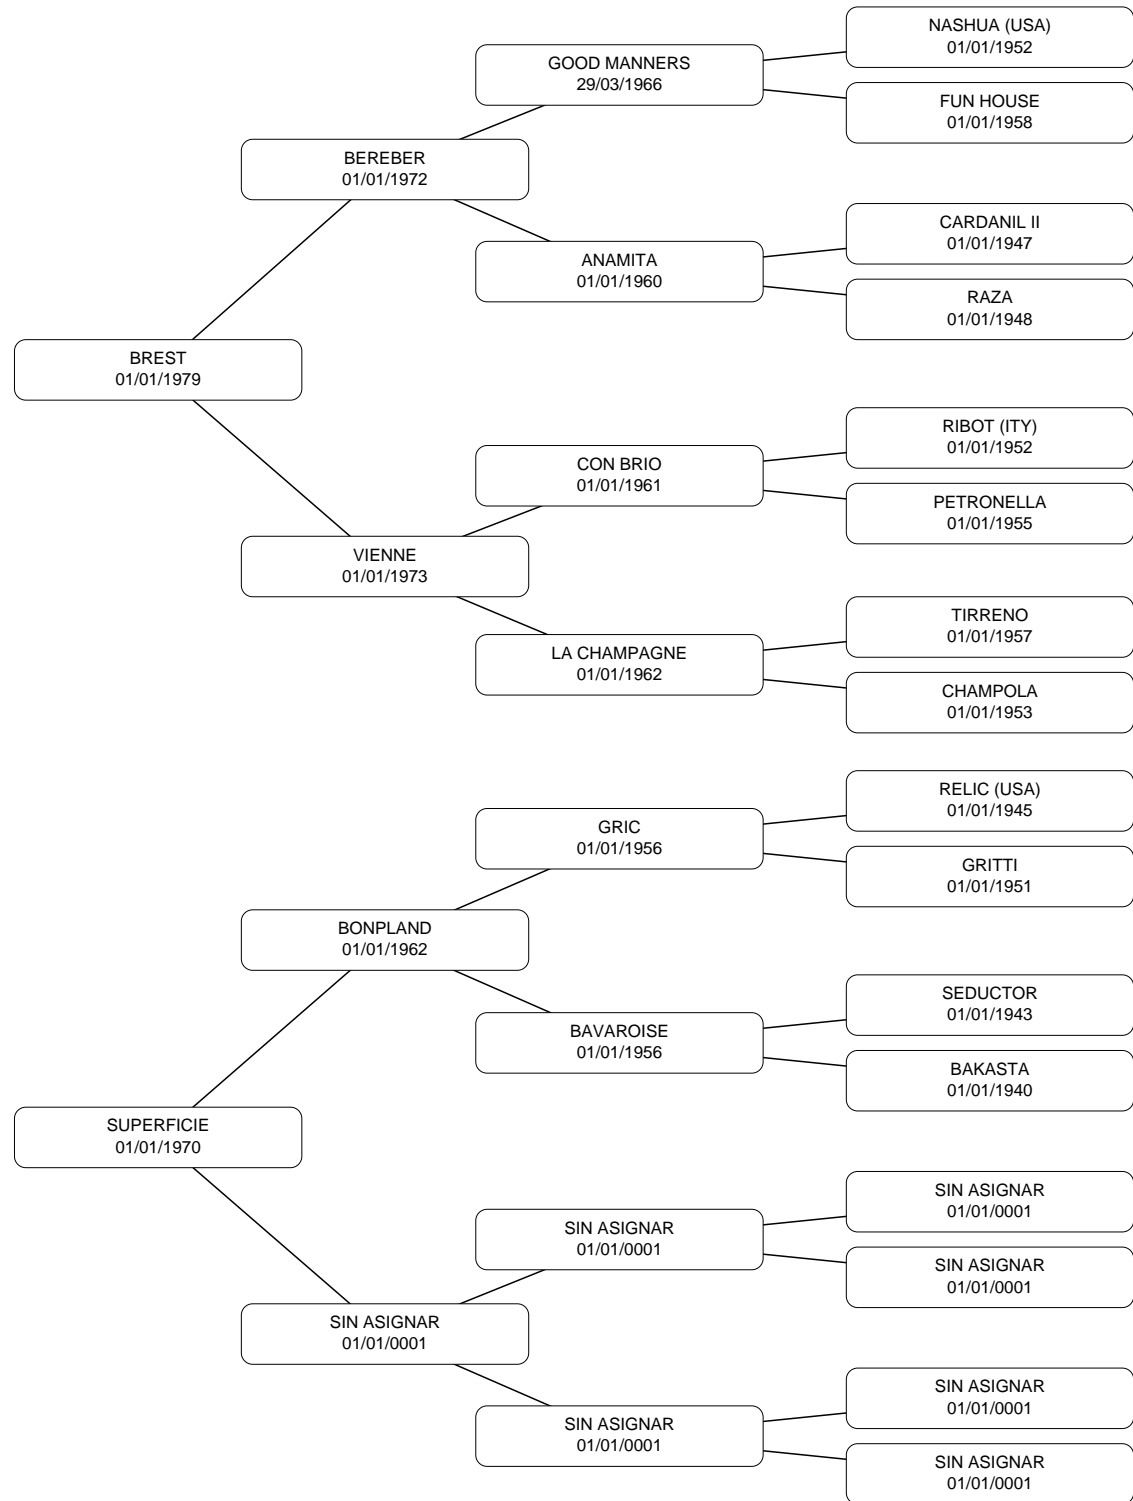 NASHUA (USA)
01/01/1952
GOOD MANNERS
29/03/1966
FUN HOUSE
01/01/1958
BEREBER
01/01/1972
CARDANIL II
01/01/1947
ANAMITA
01/01/1960
RAZA
01/01/1948
BREST
01/01/1979
RIBOT (ITY)
01/01/1952
CON BRIO
01/01/1961
PETRONELLA
01/01/1955
VIENNE
01/01/1973
TIRRENO
01/01/1957
LA CHAMPAGNE
01/01/1962
CHAMPOLA
01/01/1953
RELIC (USA)
01/01/1945
GRIC
01/01/1956
GRITTI
01/01/1951
BONPLAND
01/01/1962
SEDUCTOR
01/01/1943
BAVAROISE
01/01/1956
BAKASTA
01/01/1940
SUPERFICIE
01/01/1970
SIN ASIGNAR
01/01/0001
SIN ASIGNAR
01/01/0001
SIN ASIGNAR
01/01/0001
SIN ASIGNAR
01/01/0001
SIN ASIGNAR
01/01/0001
SIN ASIGNAR
01/01/0001
SIN ASIGNAR
01/01/0001